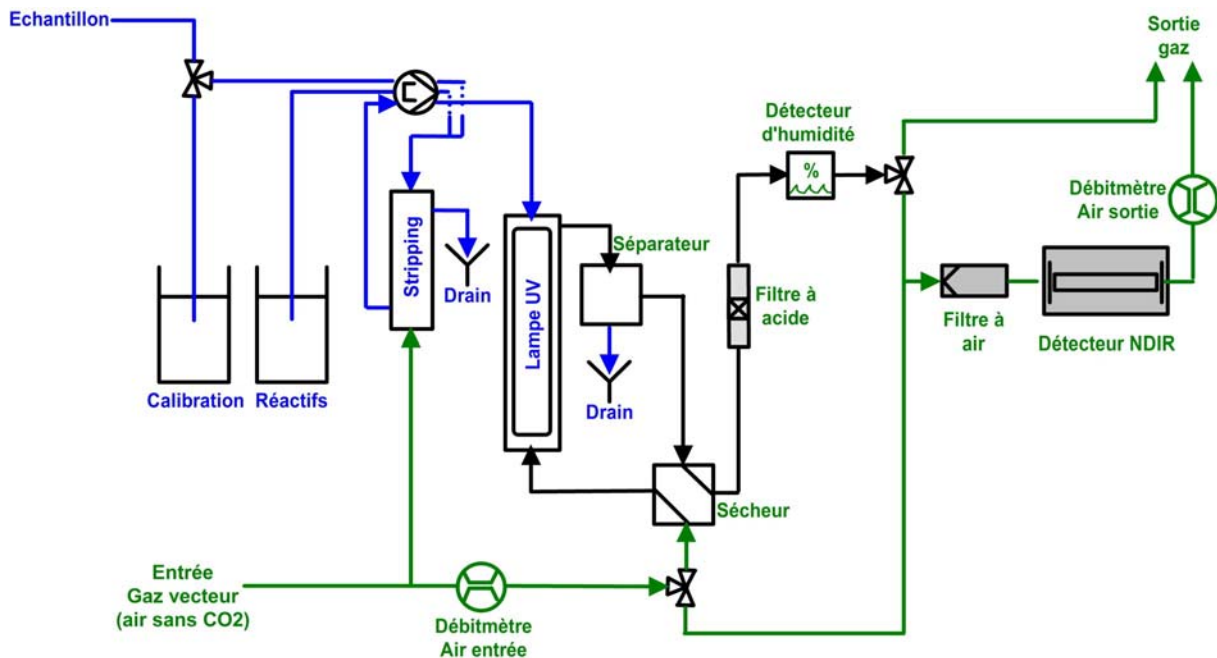 Echantillon
Sortie
gaz
Détecteur
d'humidité
%
Débitmètre
Air sortie
Stripping
Séparateur
Drain
Lampe UV
Filtre à
acide
Filtre à
air
Détecteur NDIR
Calibration
Réactifs
Drain
Sécheur
Entrée
Gaz vecteur
(air sans CO2)
Débitmètre
Air entrée